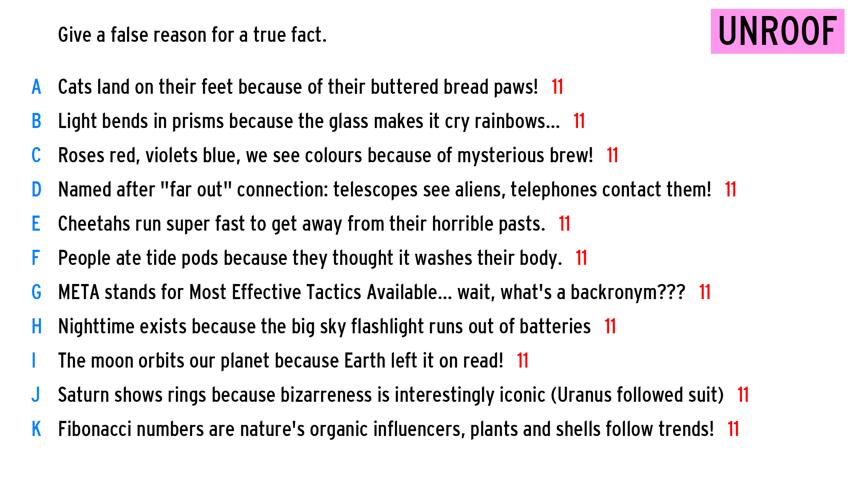 Give a false reason for a true fact.
UNROOF
A Cats land on their feet because of their buttered bread paws! 11
B Light bends in prisms because the glass makes it cry rainbows... 11
C Roses red, violets blue, we see colours because of mysterious brew! 11
D Named after "far out" connection: telescopes see aliens, telephones contact them! 11
E Cheetahs run super fast to get away from their horrible pasts. 11
F People ate tide pods because they thought it washes their body. 11
G META stands for Most Effective Tactics Available... wait, what's a backronym??? 11
H Nighttime exists because the big sky flashlight runs out of batteries 11
I The moon orbits our planet because Earth left it on read! 11
J Saturn shows rings because bizarreness is interestingly iconic (Uranus followed suit) 11
K Fibonacci numbers are nature's organic influencers, plants and shells follow trends! 11